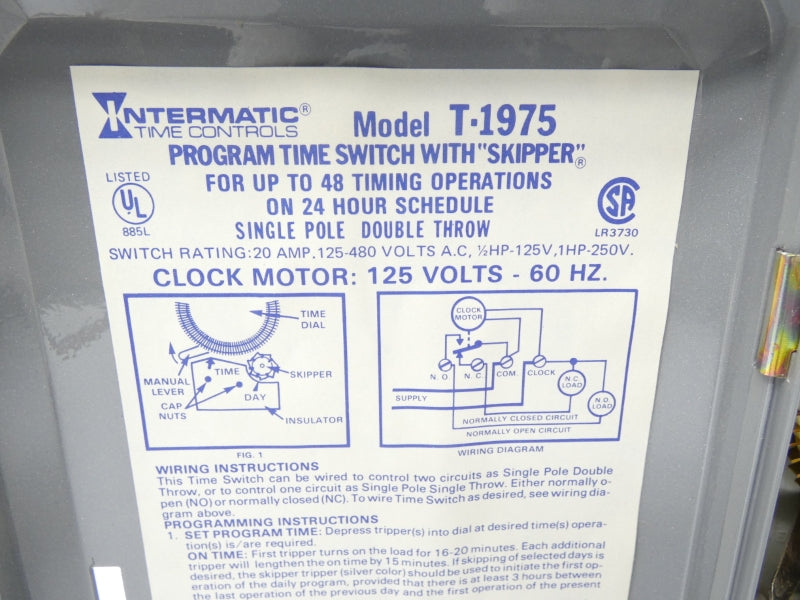 INTERMATIC®
TIME CONTROLS
Model T-1975
PROGRAM TIME SWITCH WITH "SKIPPER"®
LISTED
UL
885L
FOR UP TO 48 TIMING OPERATIONS
ON 24 HOUR SCHEDULE
SINGLE POLE DOUBLE THROW
SA
LR3730
SWITCH RATING: 20 AMP. 125-480 VOLTS A.C, ½HP-125V, 1HP-250V.
CLOCK MOTOR: 125 VOLTS - 60 HZ.
TIME
DIAL
MANUAL
LEVER
TIME
SKIPPER
CAP
NUTS
DAY
INSULATOR
FIG. 1
CLOCK
MOTOR
N.O.
N.C.
COM.
CLOCK
N.C.
LOAD
N.O.
LOAD
SUPPLY
NORMALLY CLOSED CIRCUIT
NORMALLY OPEN CIRCUIT
WIRING DIAGRAM
WIRING INSTRUCTIONS
This Time Switch can be wired to control two circuits as Single Pole Double
Throw, or to control one circuit as Single Pole Single Throw. Either normally o-
pen (NO) or normally closed (NC). To wire Time Switch as desired, see wiring dia-
gram above.
PROGRAMMING INSTRUCTIONS
1. SET PROGRAM TIME: Depress tripper(s) into dial at desired time(s) opera-
tion(s) is/are required.
ON TIME: First tripper turns on the load for 16-20 minutes. Each additional
tripper will lengthen the on time by 15 minutes. If skipping of selected days is
desired, the skipper tripper (silver color) should be used to initiate the first op-
eration of the daily program, provided that there is at least 3 hours between
the last operation of the previous day and the first operation of the present